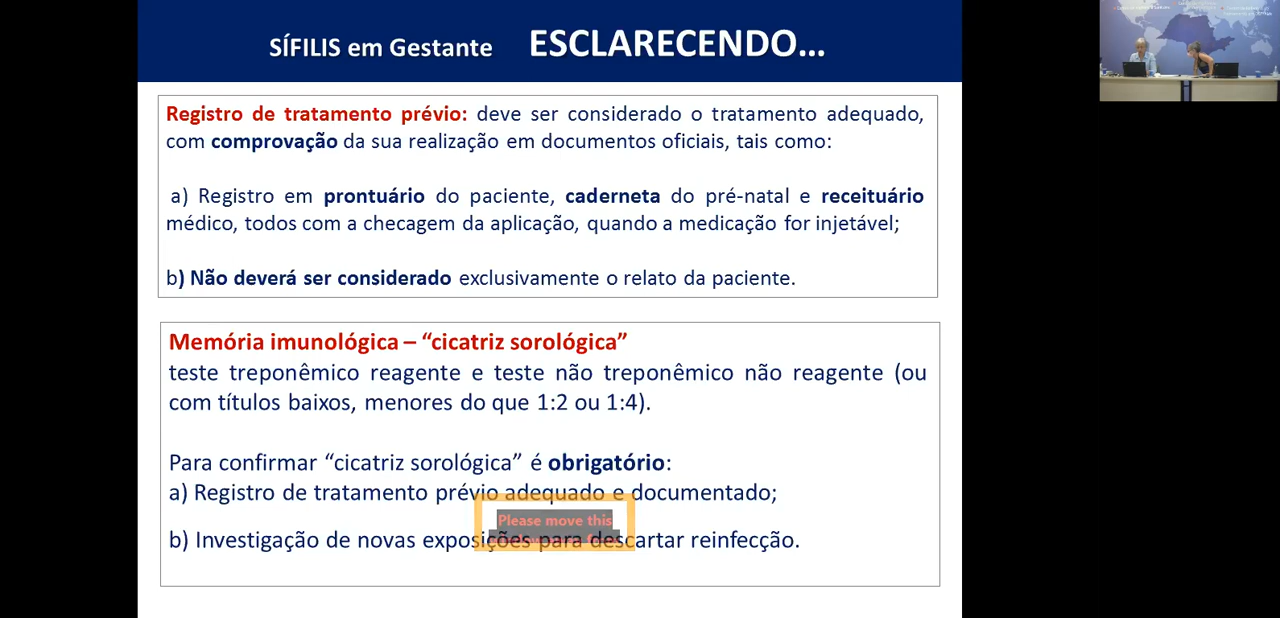 SÍFILIS em Gestante ESCLARECENDO...
Registro de tratamento prévio: deve ser considerado o tratamento adequado,
com comprovação da sua realização em documentos oficiais, tais como:
a) Registro em prontuário do paciente, caderneta do pré-natal e receituário
médico, todos com a checagem da aplicação, quando a medicação for injetável;
b) Não deverá ser considerado exclusivamente o relato da paciente.
Memória imunológica – “cicatriz sorológica”
teste treponêmico reagente e teste não treponêmico não reagente (ou
com títulos baixos, menores do que 1:2 ou 1:4).
Para confirmar “cicatriz sorológica” é obrigatório:
a) Registro de tratamento prévio adequado e documentado;
Please move this
b) Investigação de novas exposições para descartar reinfecção.